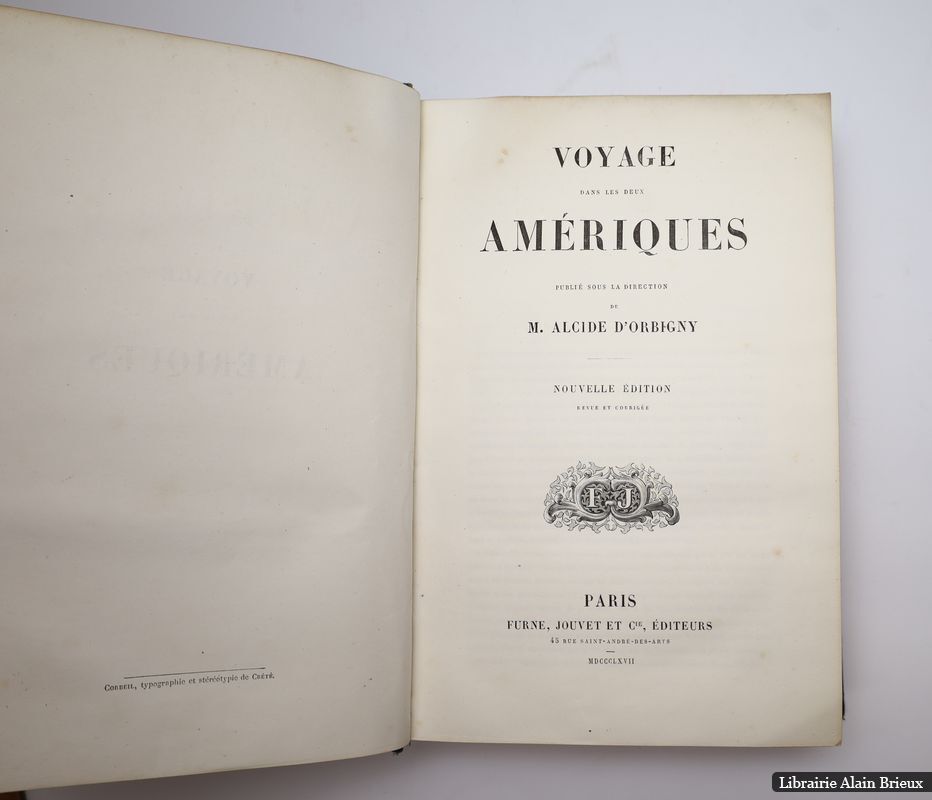 CORBEIL, typographie et stéréotypie de CRÉTÉ.
VOYAGE
DANS LES DEUX
AMÉRIQUES
PUBLIÉ SOUS LA DIRECTION
DE
M. ALCIDE D'ORBIGNY
NOUVELLE ÉDITION
REVUE ET CORRIGÉE
F J
PARIS
FURNE, JOUVET ET Cie, ÉDITEURS
45 RUE SAINT-ANDRÉ-DES-ARTS
MDCCCLXVII
Librairie Alain Brieux